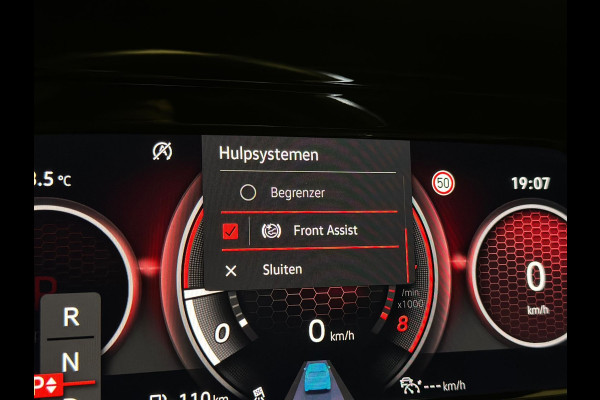 Hulpsystemen
Begrenzer
Front Assist
Sluiten
3.5 °C
50
19:07
R
N
P
0
0 km/h
/min
x1000
8
0
km/h
110 km
--- km/h